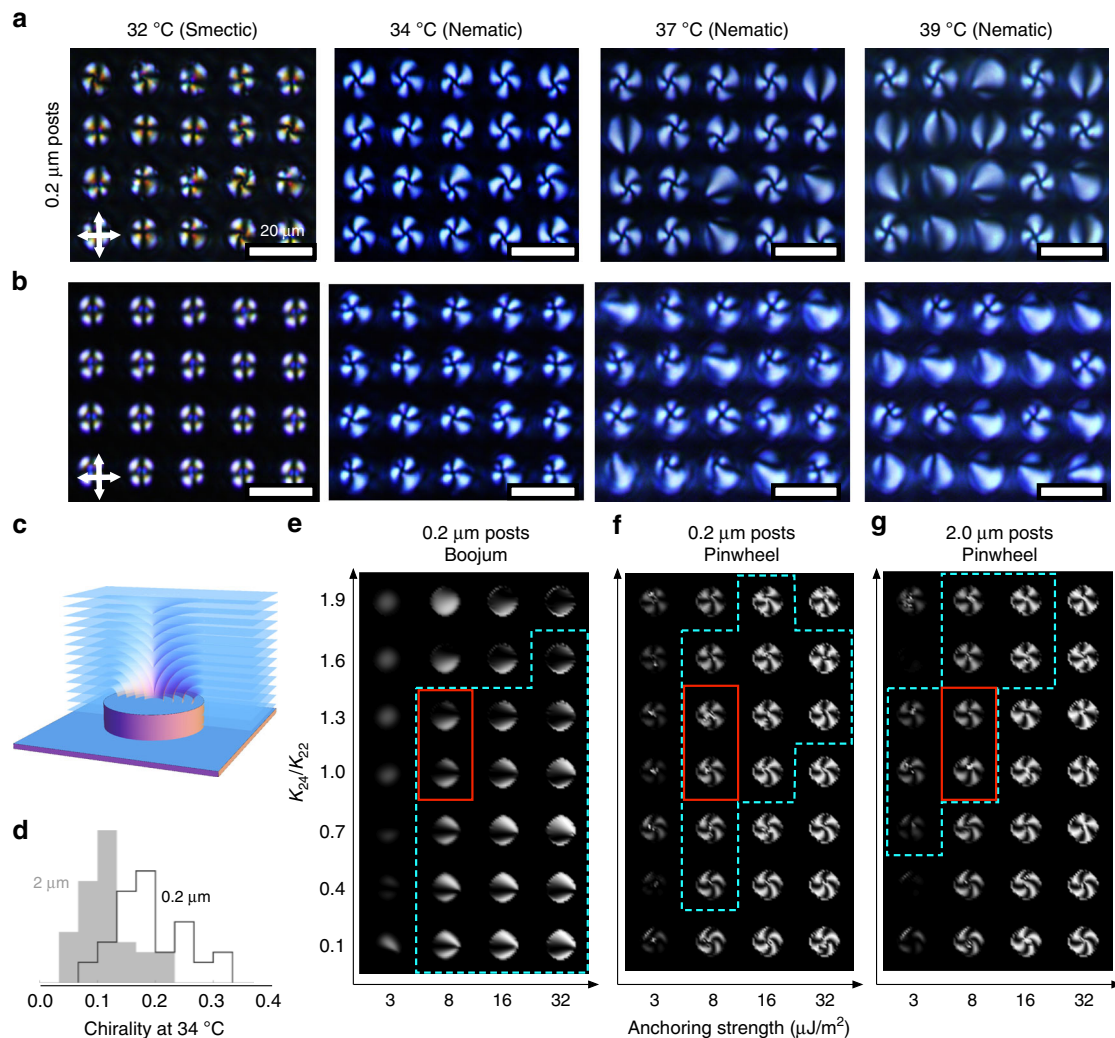 a
32 °C (Smectic)
34 °C (Nematic)
37 °C (Nematic)
39 °C (Nematic)
0.2 μm posts
20 μm
b
c
d
2 μm
0.2 μm
0.0 0.1 0.2 0.3 0.4
Chirality at 34 °C
e
0.2 μm posts
Boojum
f
0.2 μm posts
Pinwheel
g
2.0 μm posts
Pinwheel
K24/K22
1.9
1.6
1.3
1.0
0.7
0.4
0.1
3 8 16 32
3 8 16 32
3 8 16 32
Anchoring strength (μJ/m²)